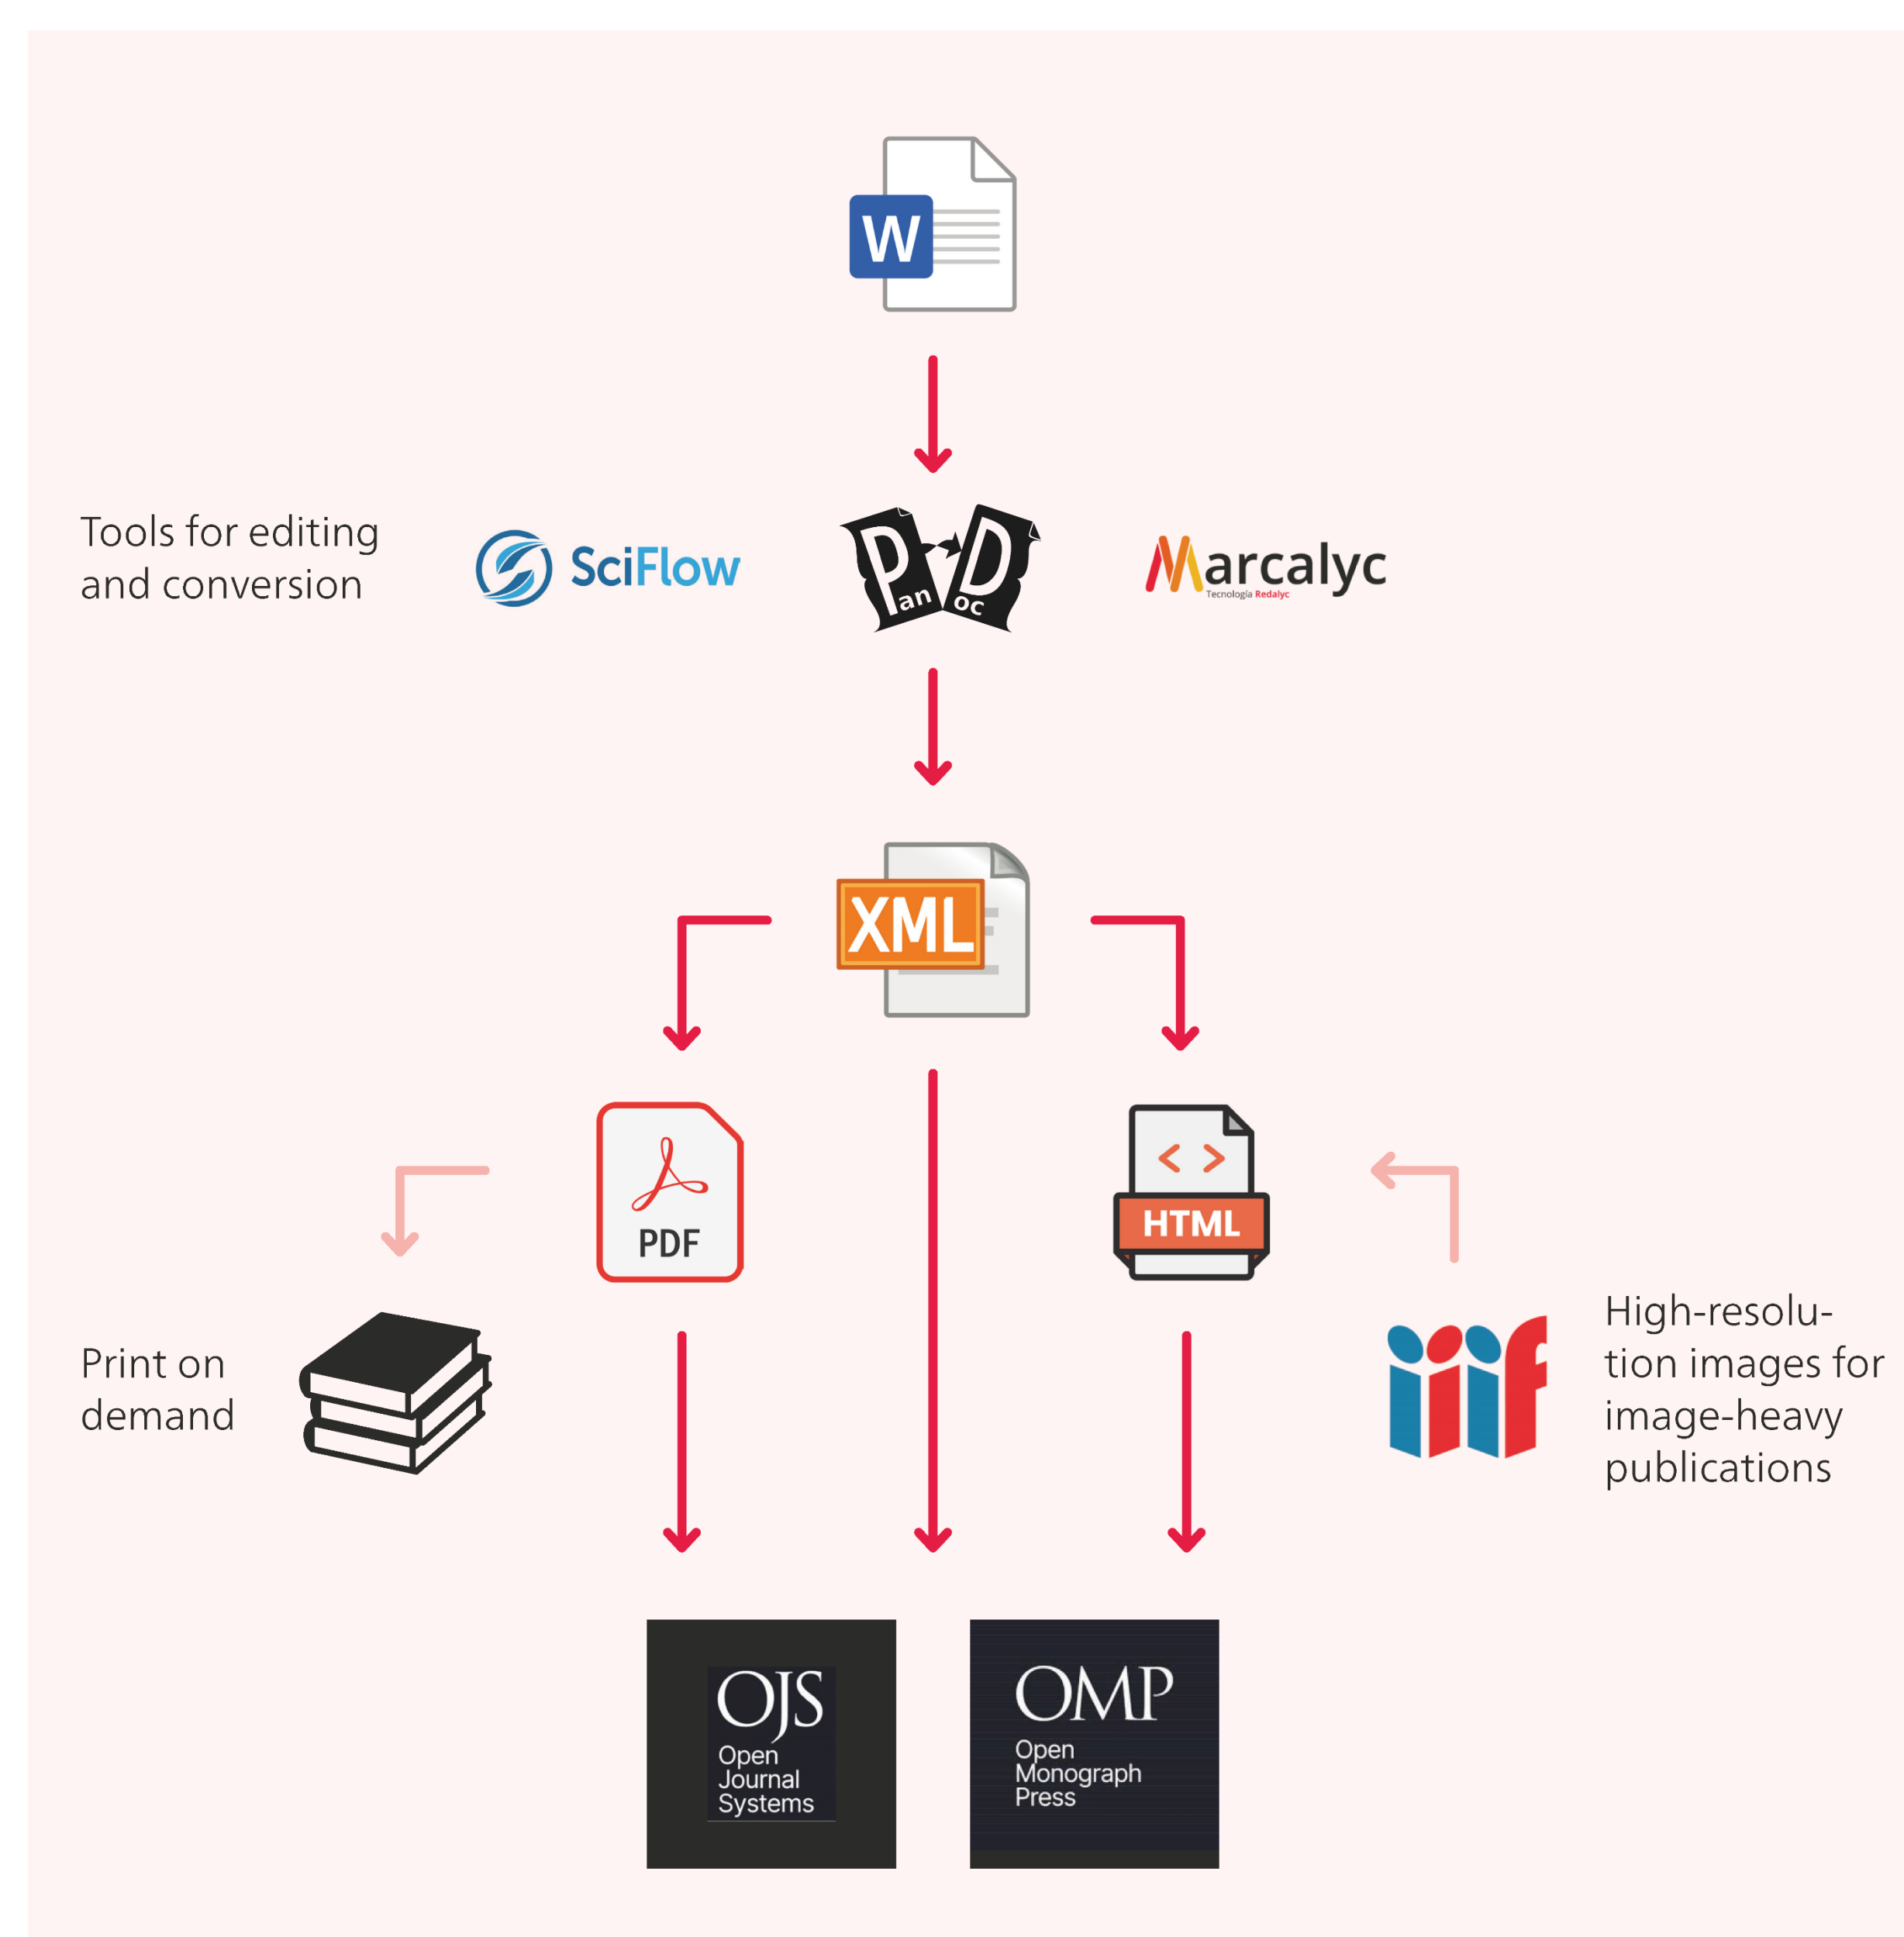 W
Tools for editing
and conversion
SciFlow
Pan Doc
Marcalyc
Tecnología Redalyc
XML
PDF
HTML
Print on
demand
iiif
High-resolu-
tion images for
image-heavy
publications
OJS
Open
Journal
Systems
OMP
Open
Monograph
Press